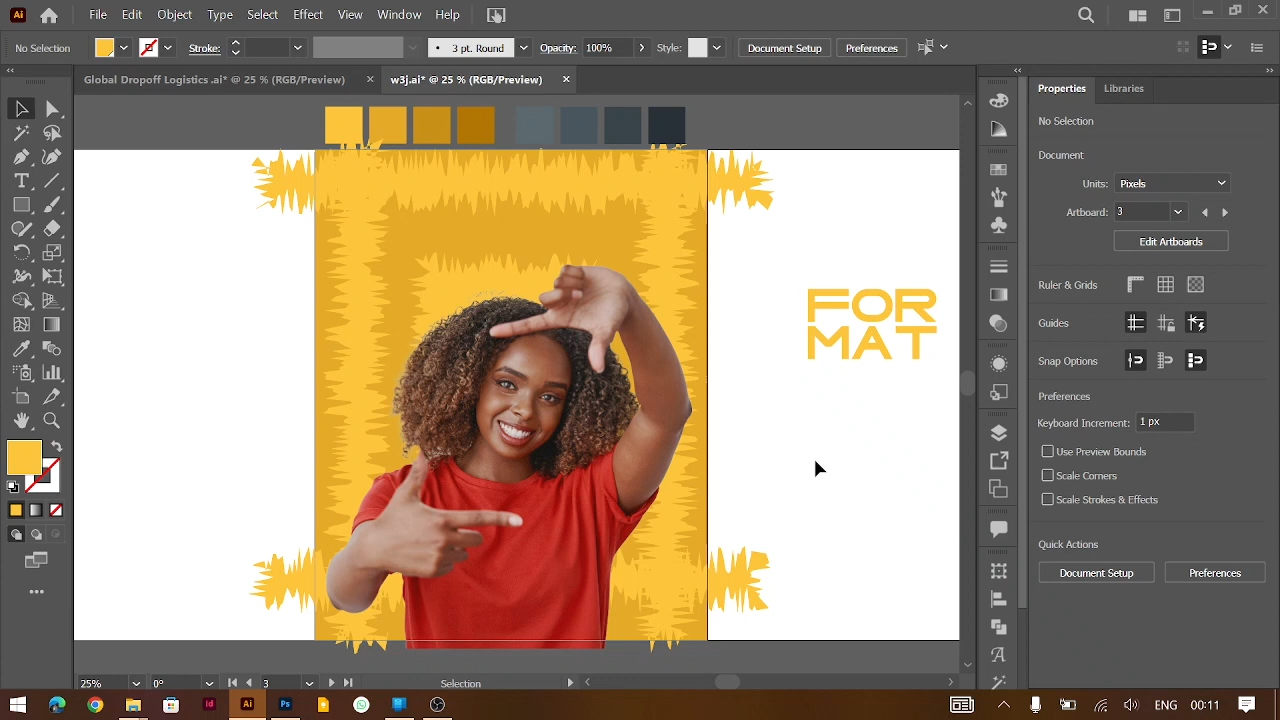 Ai
File Edit Object Type Select Effect View Window Help
No Selection
Stroke:
3 pt. Round
Opacity: 100%
Style:
Document Setup
Preferences
Global Dropoff Logistics.ai* @ 25 % (RGB/Preview)
w3j.ai* @ 25 % (RGB/Preview)
FOR
MAT
Properties
Libraries
No Selection
Document
Units: Pixels
Artboard: 3
Edit Artboards
Ruler & Grids
Guides
Snap Options
Preferences
Keyboard Increment: 1 px
Use Preview Bounds
Scale Corners
Scale Strokes & Effects
Quick Actions
Document Setup
Preferences
25%
0°
3
Selection
Id
Ai
Ps
ENG 00:11